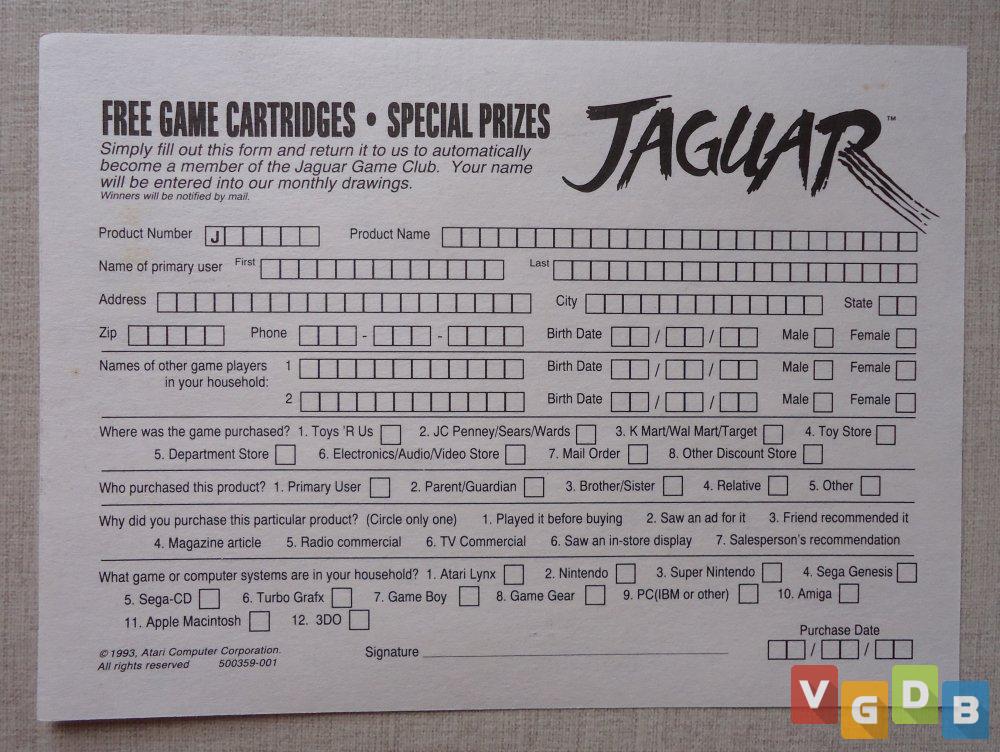 FREE GAME CARTRIDGES • SPECIAL PRIZES
Simply fill out this form and return it to us to automatically
become a member of the Jaguar Game Club. Your name
will be entered into our monthly drawings.
Winners will be notified by mail.
JAGUAR™
Product Number J Product Name
Name of primary user First Last
Address City State
Zip Phone - - Birth Date / / Male Female
Names of other game players 1 Birth Date / / Male Female
in your household:
2 Birth Date / / Male Female
Where was the game purchased? 1. Toys 'R Us 2. JC Penney/Sears/Wards 3. K Mart/Wal Mart/Target 4. Toy Store
5. Department Store 6. Electronics/Audio/Video Store 7. Mail Order 8. Other Discount Store
Who purchased this product? 1. Primary User 2. Parent/Guardian 3. Brother/Sister 4. Relative 5. Other
Why did you purchase this particular product? (Circle only one) 1. Played it before buying 2. Saw an ad for it 3. Friend recommended it
4. Magazine article 5. Radio commercial 6. TV Commercial 6. Saw an in-store display 7. Salesperson's recommendation
What game or computer systems are in your household? 1. Atari Lynx 2. Nintendo 3. Super Nintendo 4. Sega Genesis
5. Sega-CD 6. Turbo Grafx 7. Game Boy 8. Game Gear 9. PC(IBM or other) 10. Amiga
11. Apple Macintosh 12. 3DO
Purchase Date
/ /
© 1993, Atari Computer Corporation.
All rights reserved 500359-001
Signature
VGDB